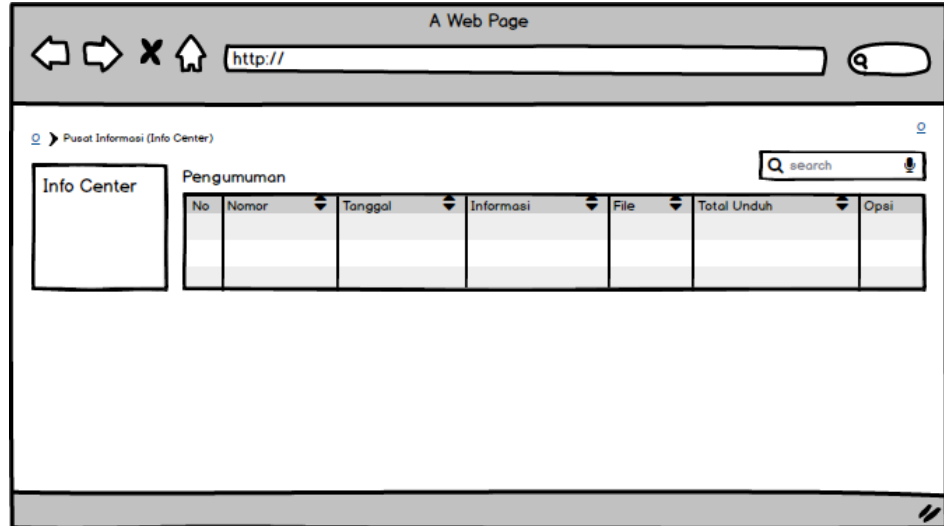 A Web Page
http://
O
O Pusat Informasi (Info Center)
search
Info Center
Pengumuman
No Nomor Tanggal Informasi File Total Unduh Opsi